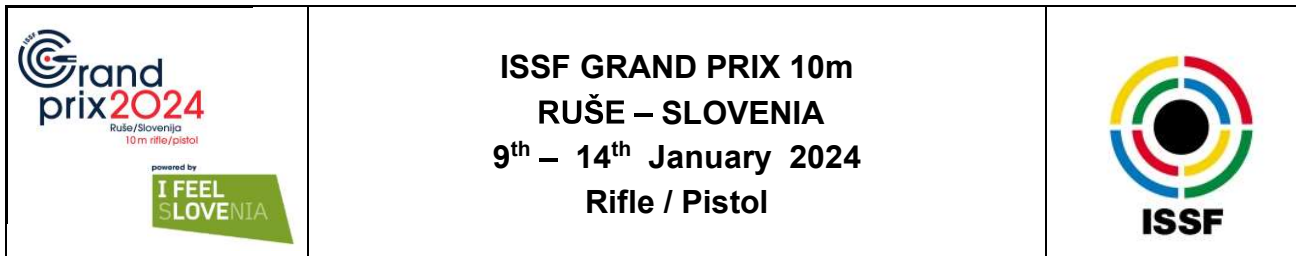 ISSF
Grand
prix2024
Ruše/Slovenija
10m rifle/pistol
powered by
I FEEL
SLOVENIA
ISSF GRAND PRIX 10m
RUŠE – SLOVENIA
9th – 14th January 2024
Rifle / Pistol
ISSF